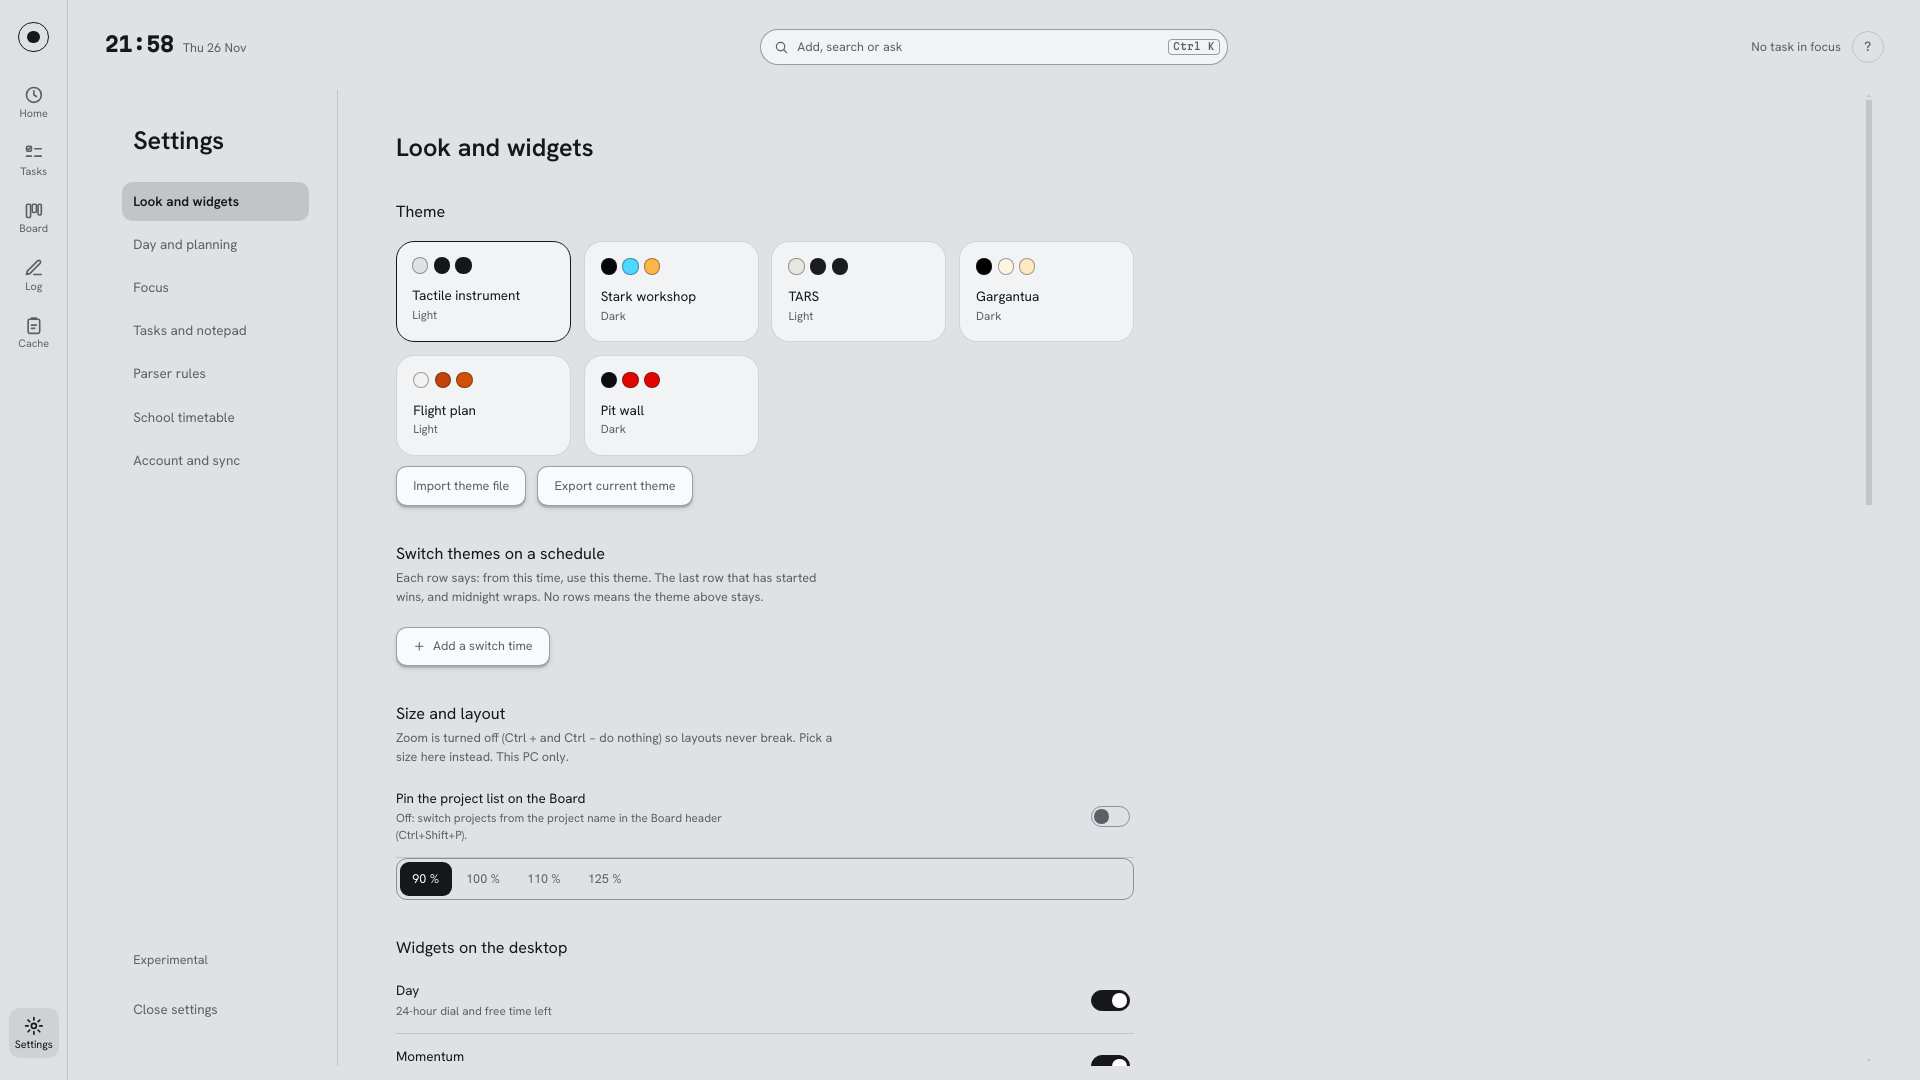 21:58 Thu 26 Nov
Add, search or ask
Ctrl K
No task in focus
?
Home
Tasks
Board
Log
Cache
Settings
Settings
Look and widgets
Day and planning
Focus
Tasks and notepad
Parser rules
School timetable
Account and sync
Experimental
Close settings
Look and widgets
Theme
Tactile instrument
Light
Stark workshop
Dark
TARS
Light
Gargantua
Dark
Flight plan
Light
Pit wall
Dark
Import theme file
Export current theme
Switch themes on a schedule
Each row says: from this time, use this theme. The last row that has started
wins, and midnight wraps. No rows means the theme above stays.
+ Add a switch time
Size and layout
Zoom is turned off (Ctrl + and Ctrl − do nothing) so layouts never break. Pick a
size here instead. This PC only.
Pin the project list on the Board
Off: switch projects from the project name in the Board header
(Ctrl+Shift+P).
90 % 100 % 110 % 125 %
Widgets on the desktop
Day
24-hour dial and free time left
Momentum